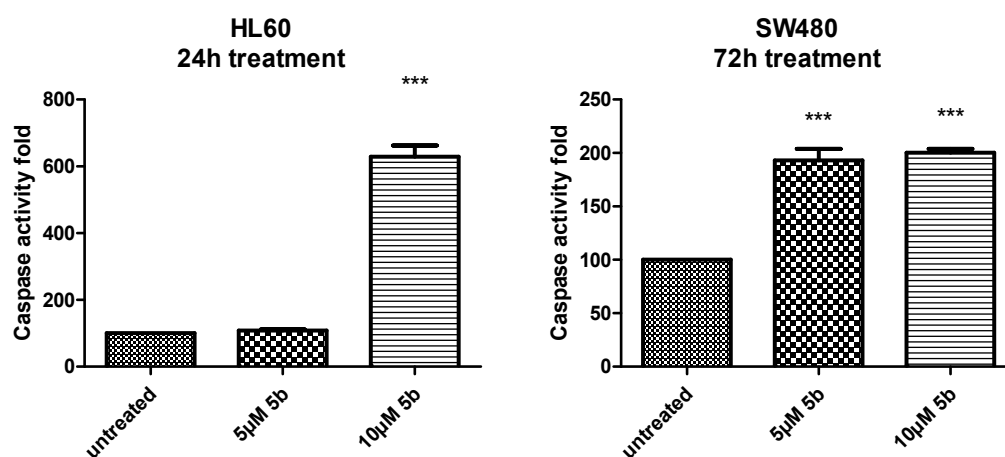 HL60
24h treatment
***
Caspase activity fold
800
600
400
200
0
untreated
5µM 5b
10µM 5b
SW480
72h treatment
***
***
Caspase activity fold
250
200
150
100
50
0
untreated
5µM 5b
10µM 5b